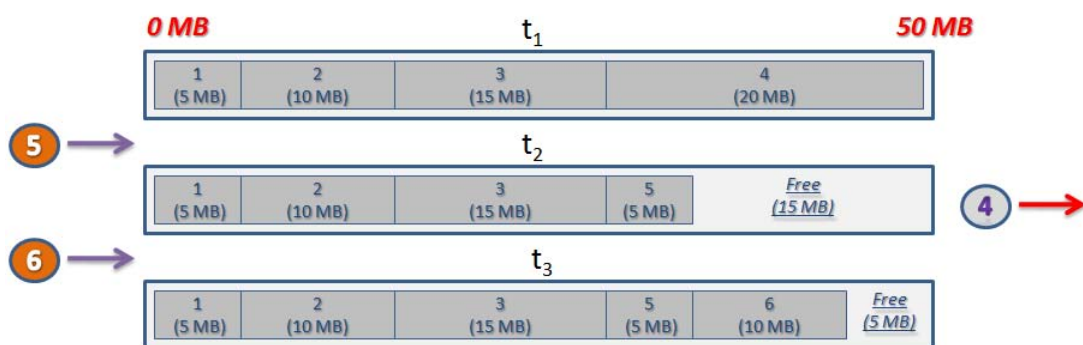 0 MB t1 50 MB
1 2 3 4
(5 MB) (10 MB) (15 MB) (20 MB)
5 t2
1 2 3 5 Free
(5 MB) (10 MB) (15 MB) (5 MB) (15 MB)
4
6 t3
1 2 3 5 6 Free
(5 MB) (10 MB) (15 MB) (5 MB) (10 MB) (5 MB)